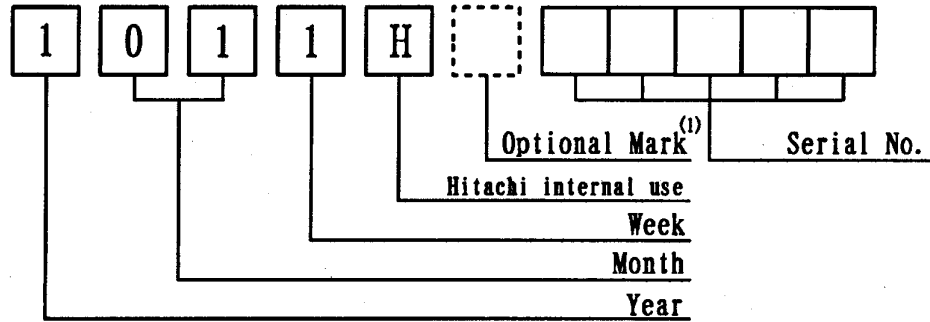 1 0 1 1 H
Optional Mark(1) Serial No.
Hitachi internal use
Week
Month
Year